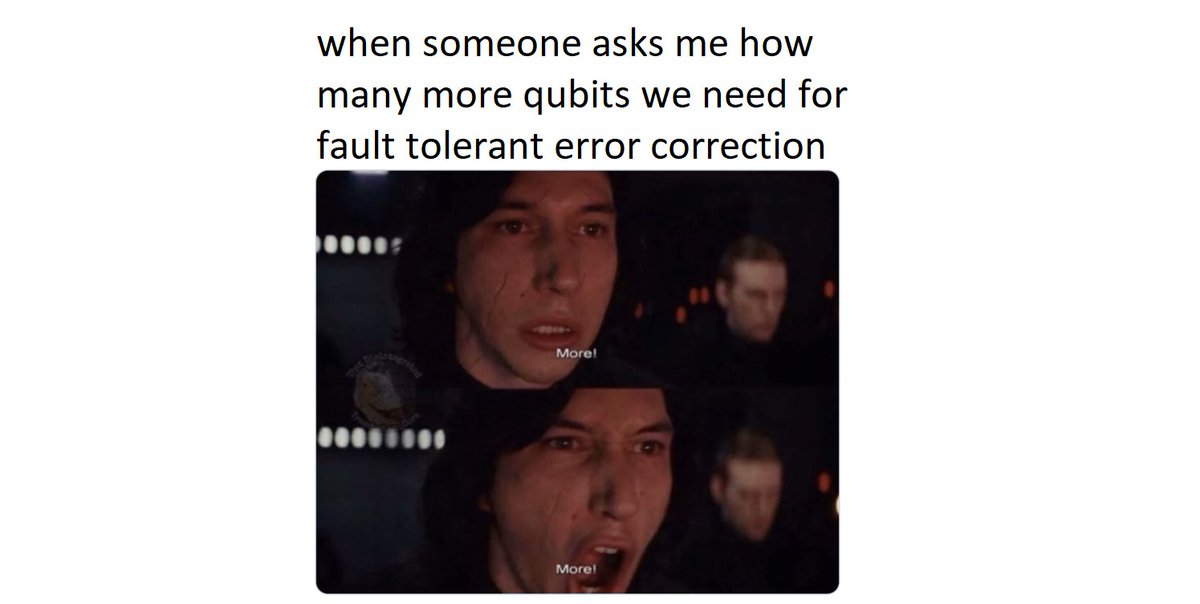 when someone asks me how
many more qubits we need for
fault tolerant error correction
More!
More!